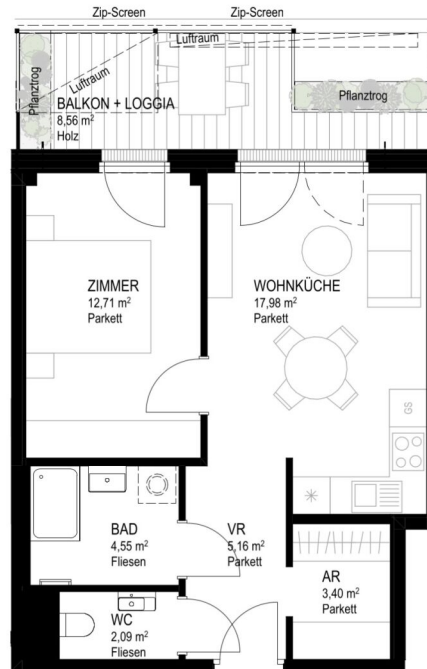 Zip-Screen
Zip-Screen
Luftraum
Luftraum
Pflanztrog
Pflanztrog
BALKON + LOGGIA
8,56 m²
Holz
ZIMMER
12,71 m²
Parkett
WOHNKÜCHE
17,98 m²
Parkett
GS
BAD
4,55 m²
Fliesen
VR
5,16 m²
Parkett
AR
3,40 m²
Parkett
WC
2,09 m²
Fliesen